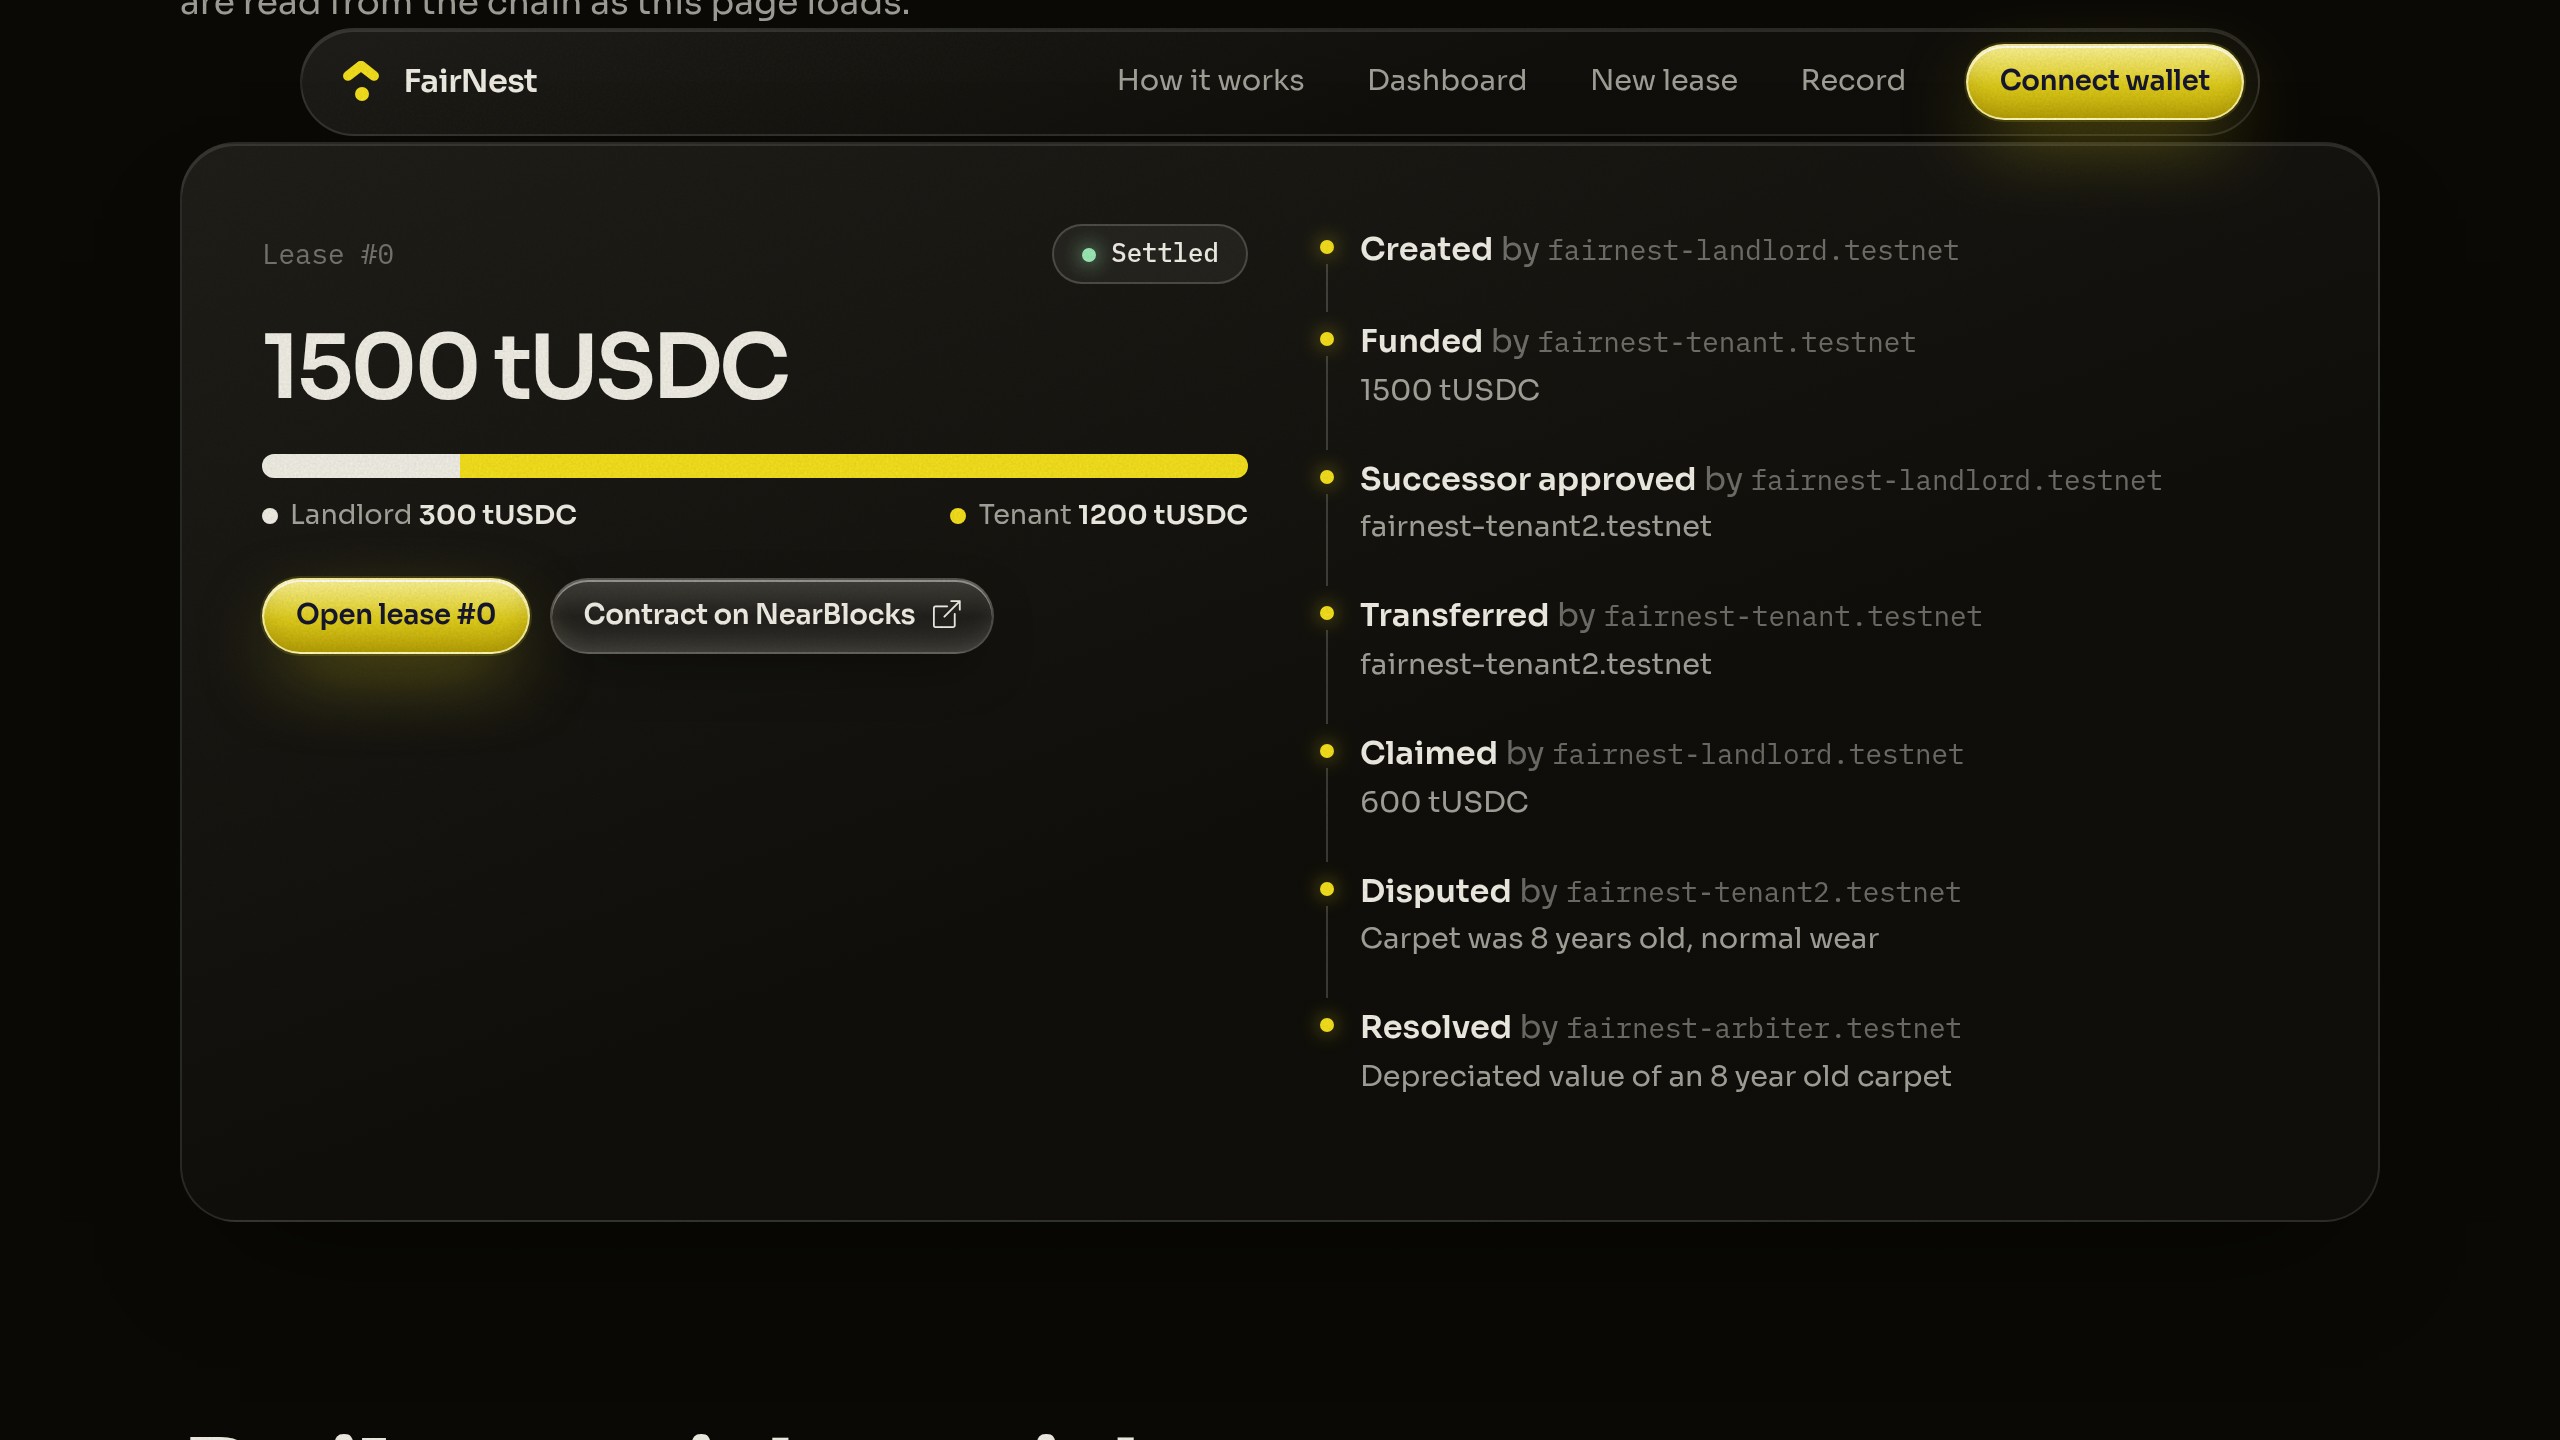 are read from the chain as this page loads.
FairNest
How it works
Dashboard
New lease
Record
Connect wallet
Lease #0
Settled
1500 tUSDC
Landlord 300 tUSDC
Tenant 1200 tUSDC
Open lease #0
Contract on NearBlocks
Created by fairnest-landlord.testnet
Funded by fairnest-tenant.testnet
1500 tUSDC
Successor approved by fairnest-landlord.testnet
fairnest-tenant2.testnet
Transferred by fairnest-tenant.testnet
fairnest-tenant2.testnet
Claimed by fairnest-landlord.testnet
600 tUSDC
Disputed by fairnest-tenant2.testnet
Carpet was 8 years old, normal wear
Resolved by fairnest-arbiter.testnet
Depreciated value of an 8 year old carpet